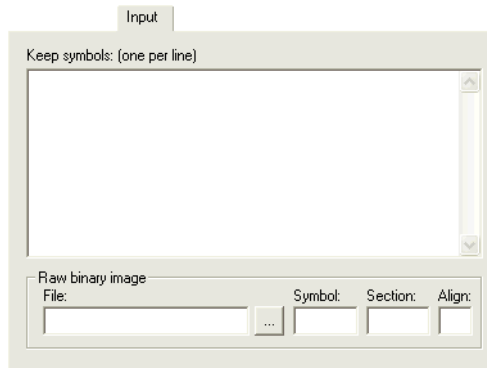 Input
Keep symbols: (one per line)
Raw binary image
File: Symbol: Section: Align:
...